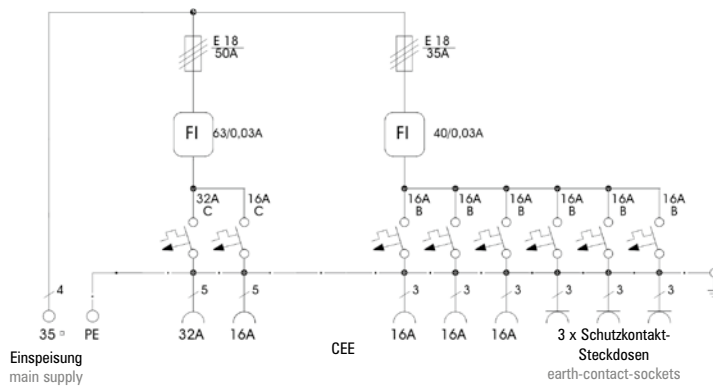 E 18
50A
E 18
35A
FI 63/0,03A
FI 40/0,03A
32A 16A 16A 16A 16A 16A 16A 16A
C C B B B B B B
4 5 5 3 3 3 3 3 3
35 ¤ PE 32A 16A CEE 16A 16A 16A
3 x Schutzkontakt-
Steckdosen
earth-contact-sockets
Einspeisung
main supply